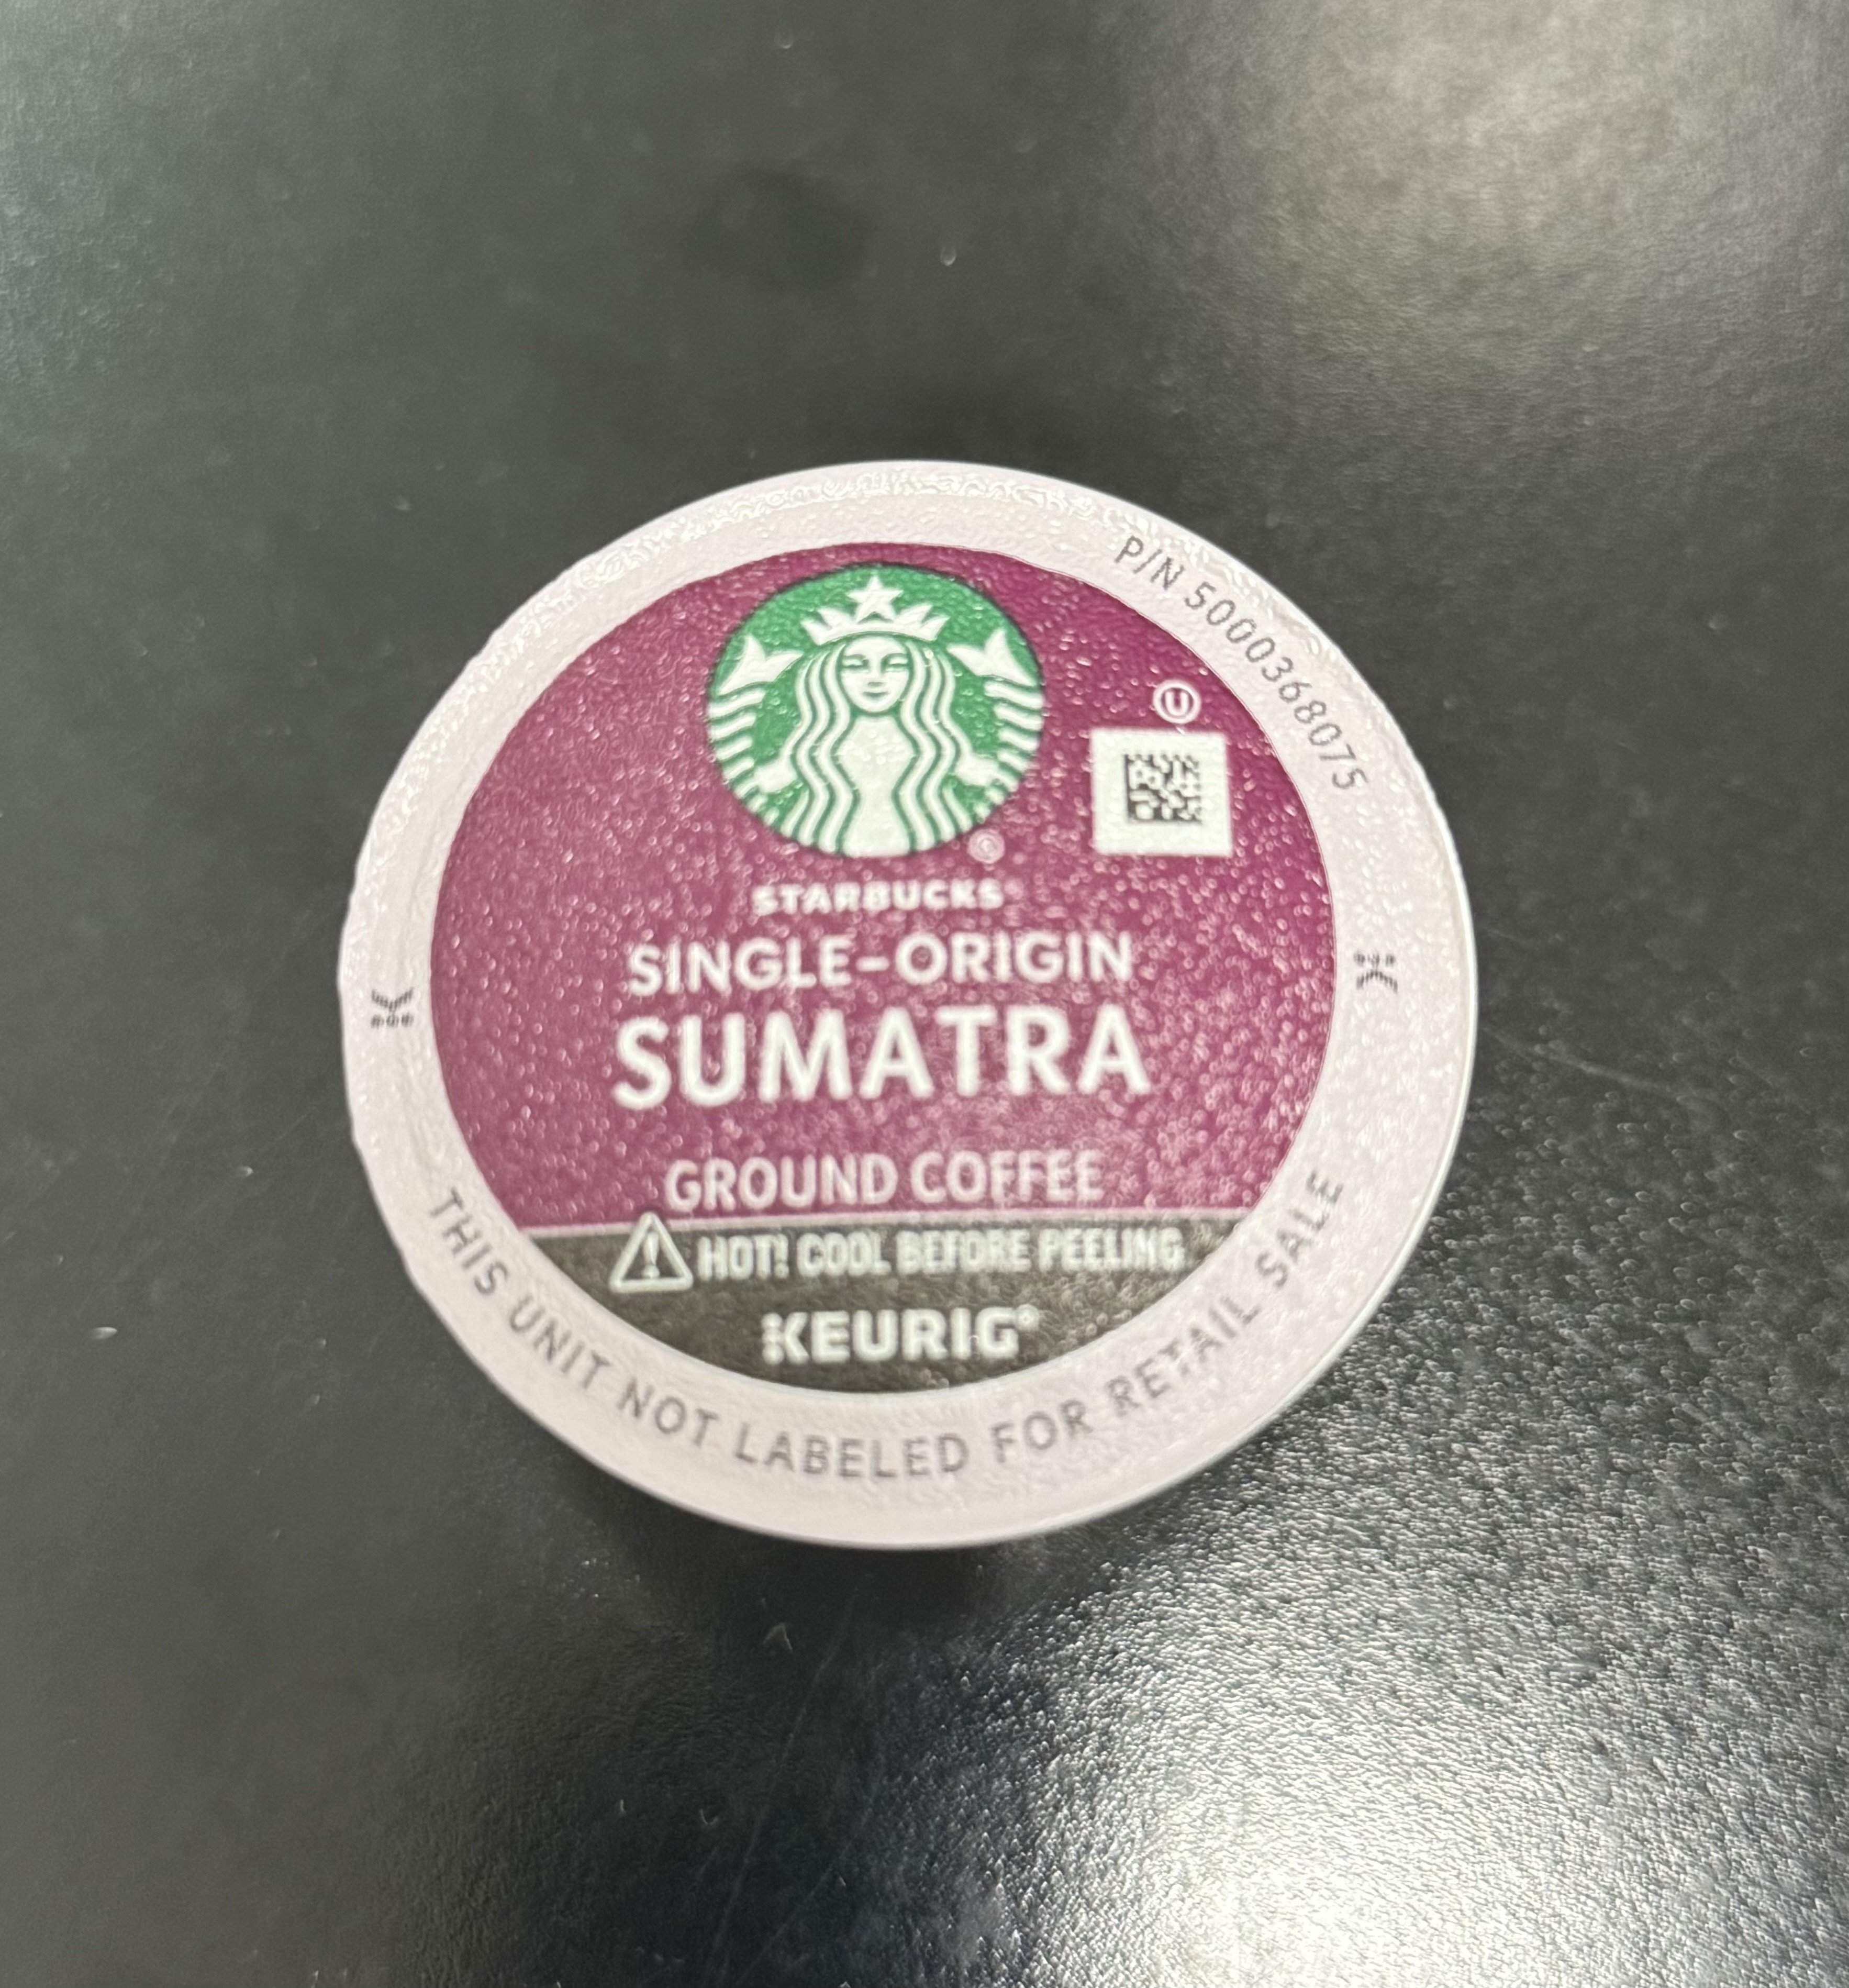 P/N 5000368075
U
STARBUCKS®
SINGLE-ORIGIN
SUMATRA
GROUND COFFEE
HOT! COOL BEFORE PEELING
KEURIG®
THIS UNIT NOT LABELED FOR RETAIL SALE
K
K